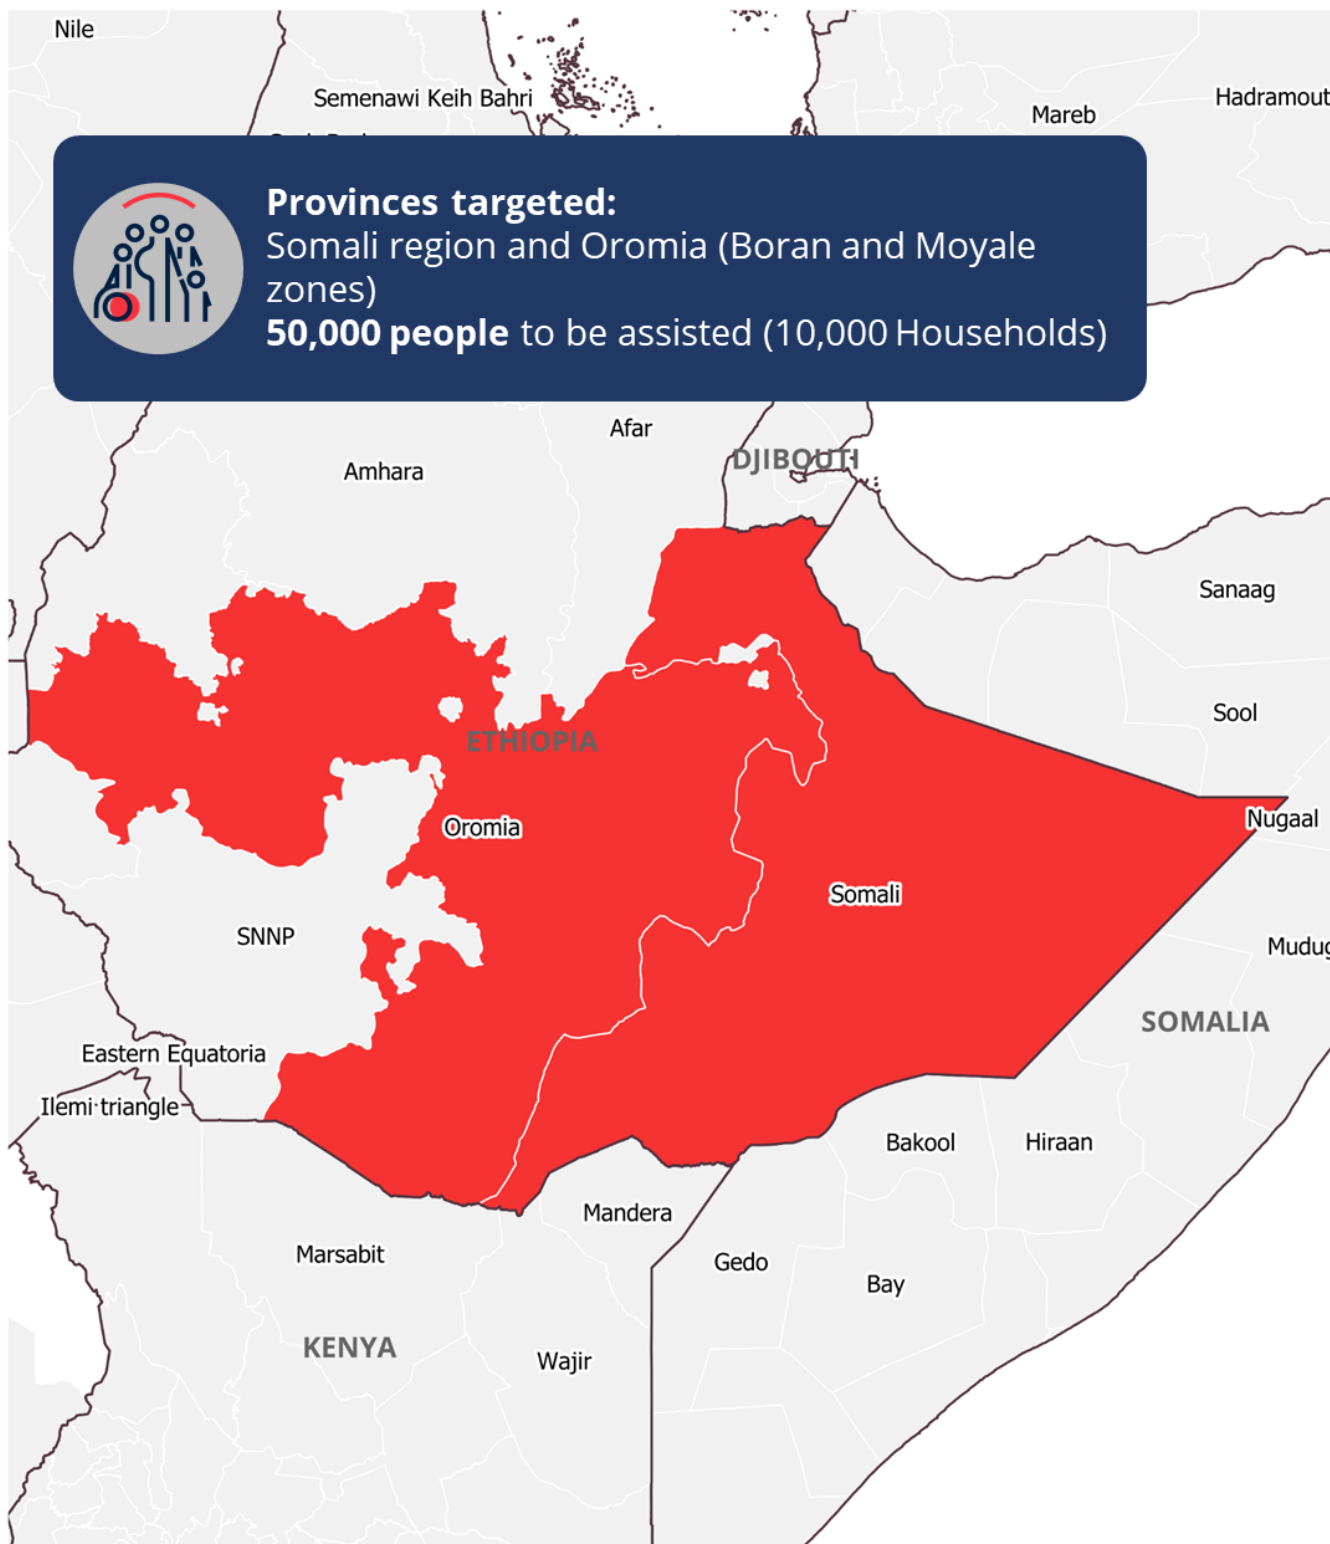 Nile
Semenawi Keih Bahri
Mareb
Hadramout
Provinces targeted:
Somali region and Oromia (Boran and Moyale
zones)
50,000 people to be assisted (10,000 Households)
Afar
Amhara
DJIBOUTI
Sanaag
Sool
ETHIOPIA
Nugaal
Oromia
Somali
SNNP
Mudug
SOMALIA
Eastern Equatoria
Ilemi triangle
Bakool
Hiraan
Mandera
Marsabit
Gedo
Bay
KENYA
Wajir